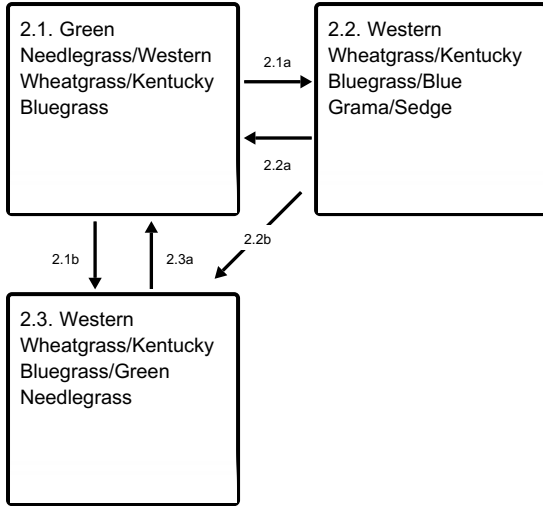 2.1. Green
Needlegrass/Western
Wheatgrass/Kentucky
Bluegrass
2.1a
2.2a
2.2. Western
Wheatgrass/Kentucky
Bluegrass/Blue
Grama/Sedge
2.1b
2.3a
2.2b
2.3. Western
Wheatgrass/Kentucky
Bluegrass/Green
Needlegrass